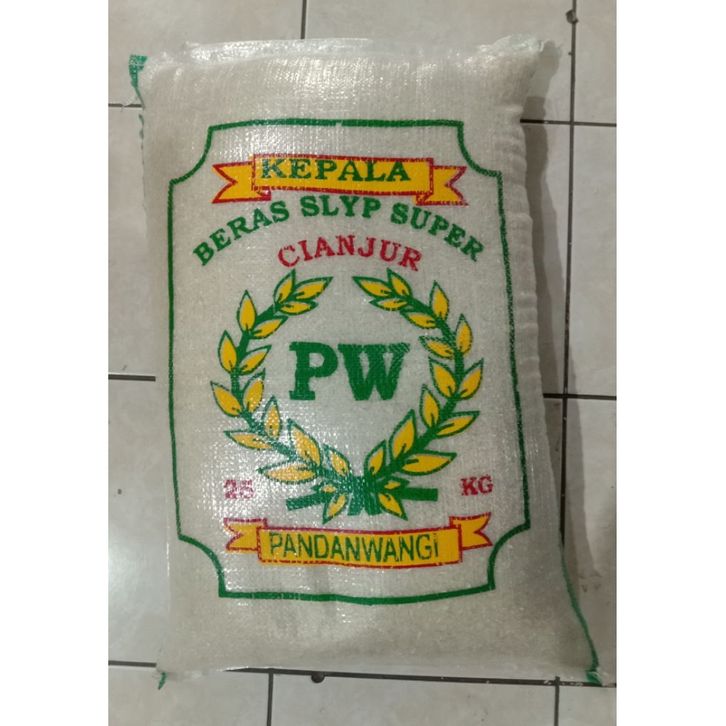 KEPALA
BERAS SLYP SUPER
CIANJUR
PW
25 KG
PANDANWANGI